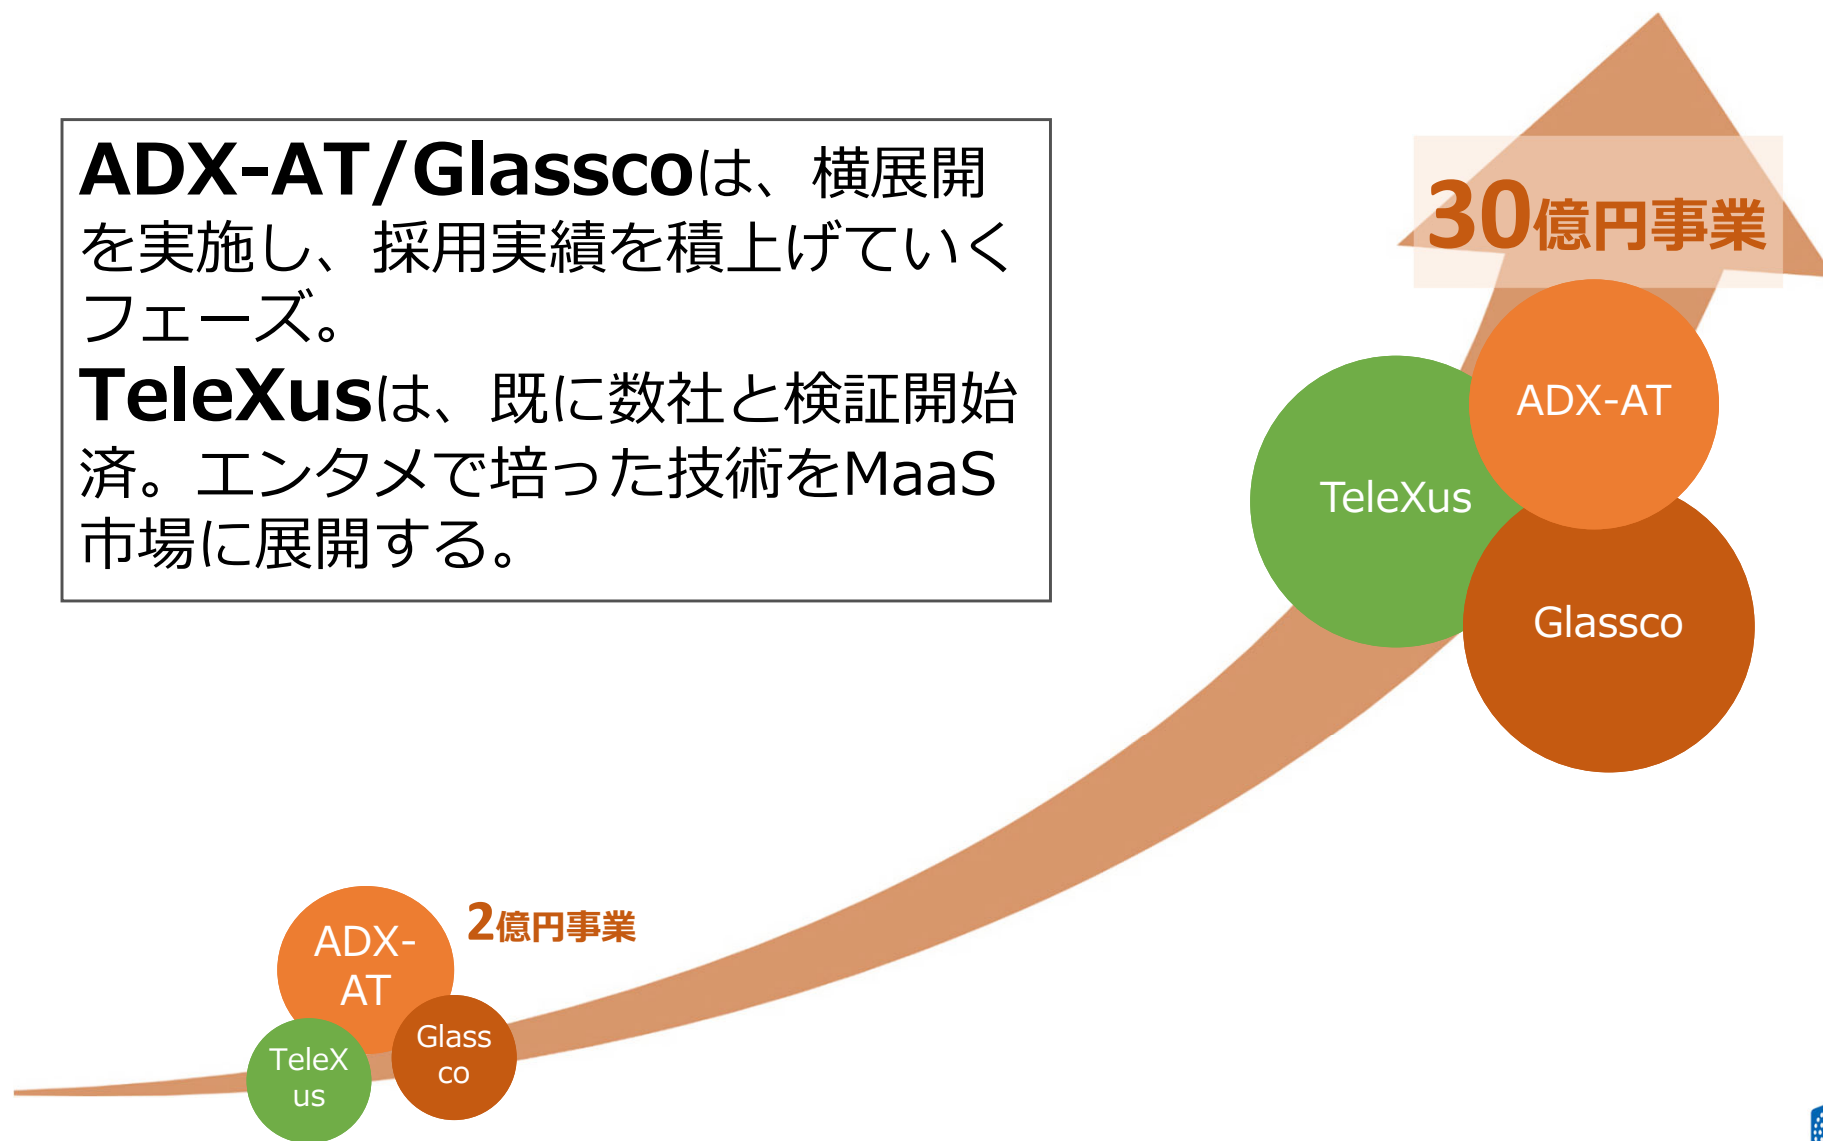 ADX-AT/Glasscoは、横展開
を実施し、採用実績を積上げていく
フェーズ。
TeleXusは、既に数社と検証開始
済。エンタメで培った技術をMaaS
市場に展開する。
30億円事業
ADX-AT
TeleXus
Glassco
2億円事業
ADX-
AT
Glass
co
TeleX
us